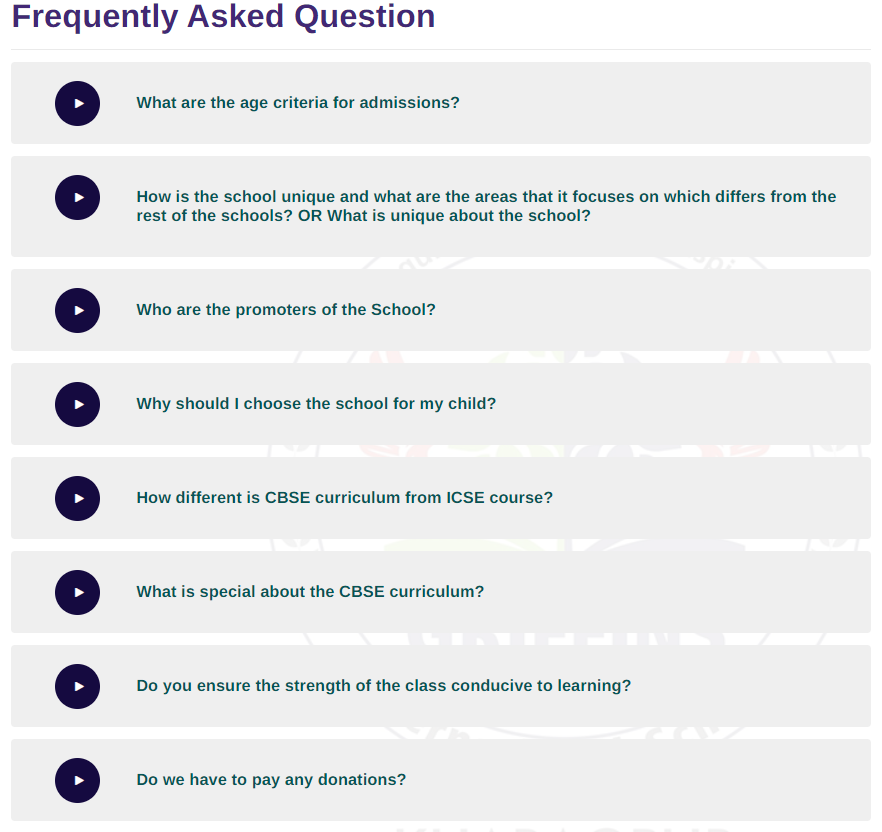 Frequently Asked Question
What are the age criteria for admissions?
How is the school unique and what are the areas that it focuses on which differs from the
rest of the schools? OR What is unique about the school?
Who are the promoters of the School?
Why should I choose the school for my child?
How different is CBSE curriculum from ICSE course?
What is special about the CBSE curriculum?
GRIFFINS
Do you ensure the strength of the class conducive to learning?
Do we have to pay any donations?